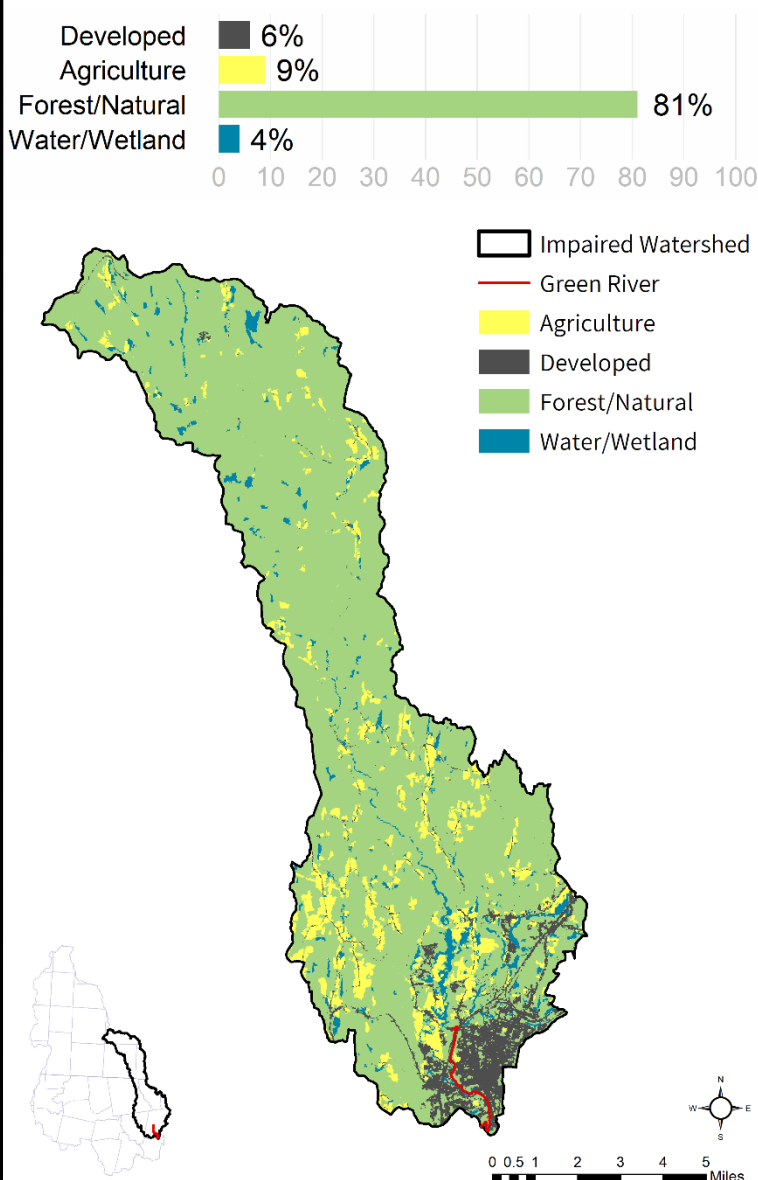 Developed 6%
Agriculture 9%
Forest/Natural 81%
Water/Wetland 4%
0 10 20 30 40 50 60 70 80 90 100
Impaired Watershed
Green River
Agriculture
Developed
Forest/Natural
Water/Wetland
N
W E
S
0 0.5 1 2 3 4 5
Miles